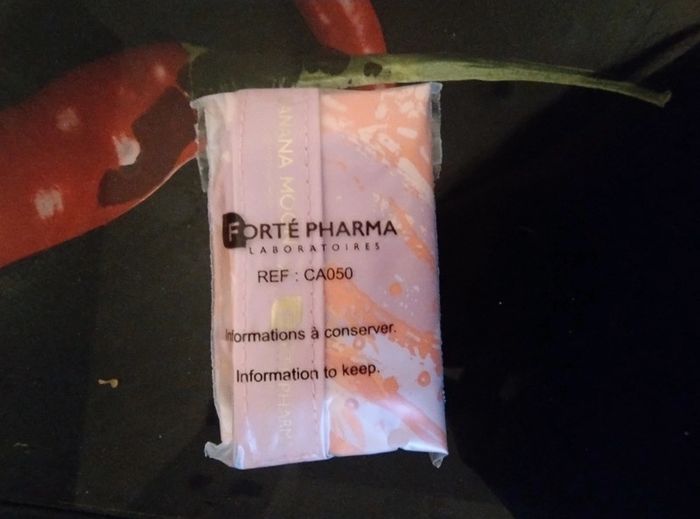 FORTÉ PHARMA
LABORATOIRES
REF : CA050
Informations à conserver.
Information to keep.